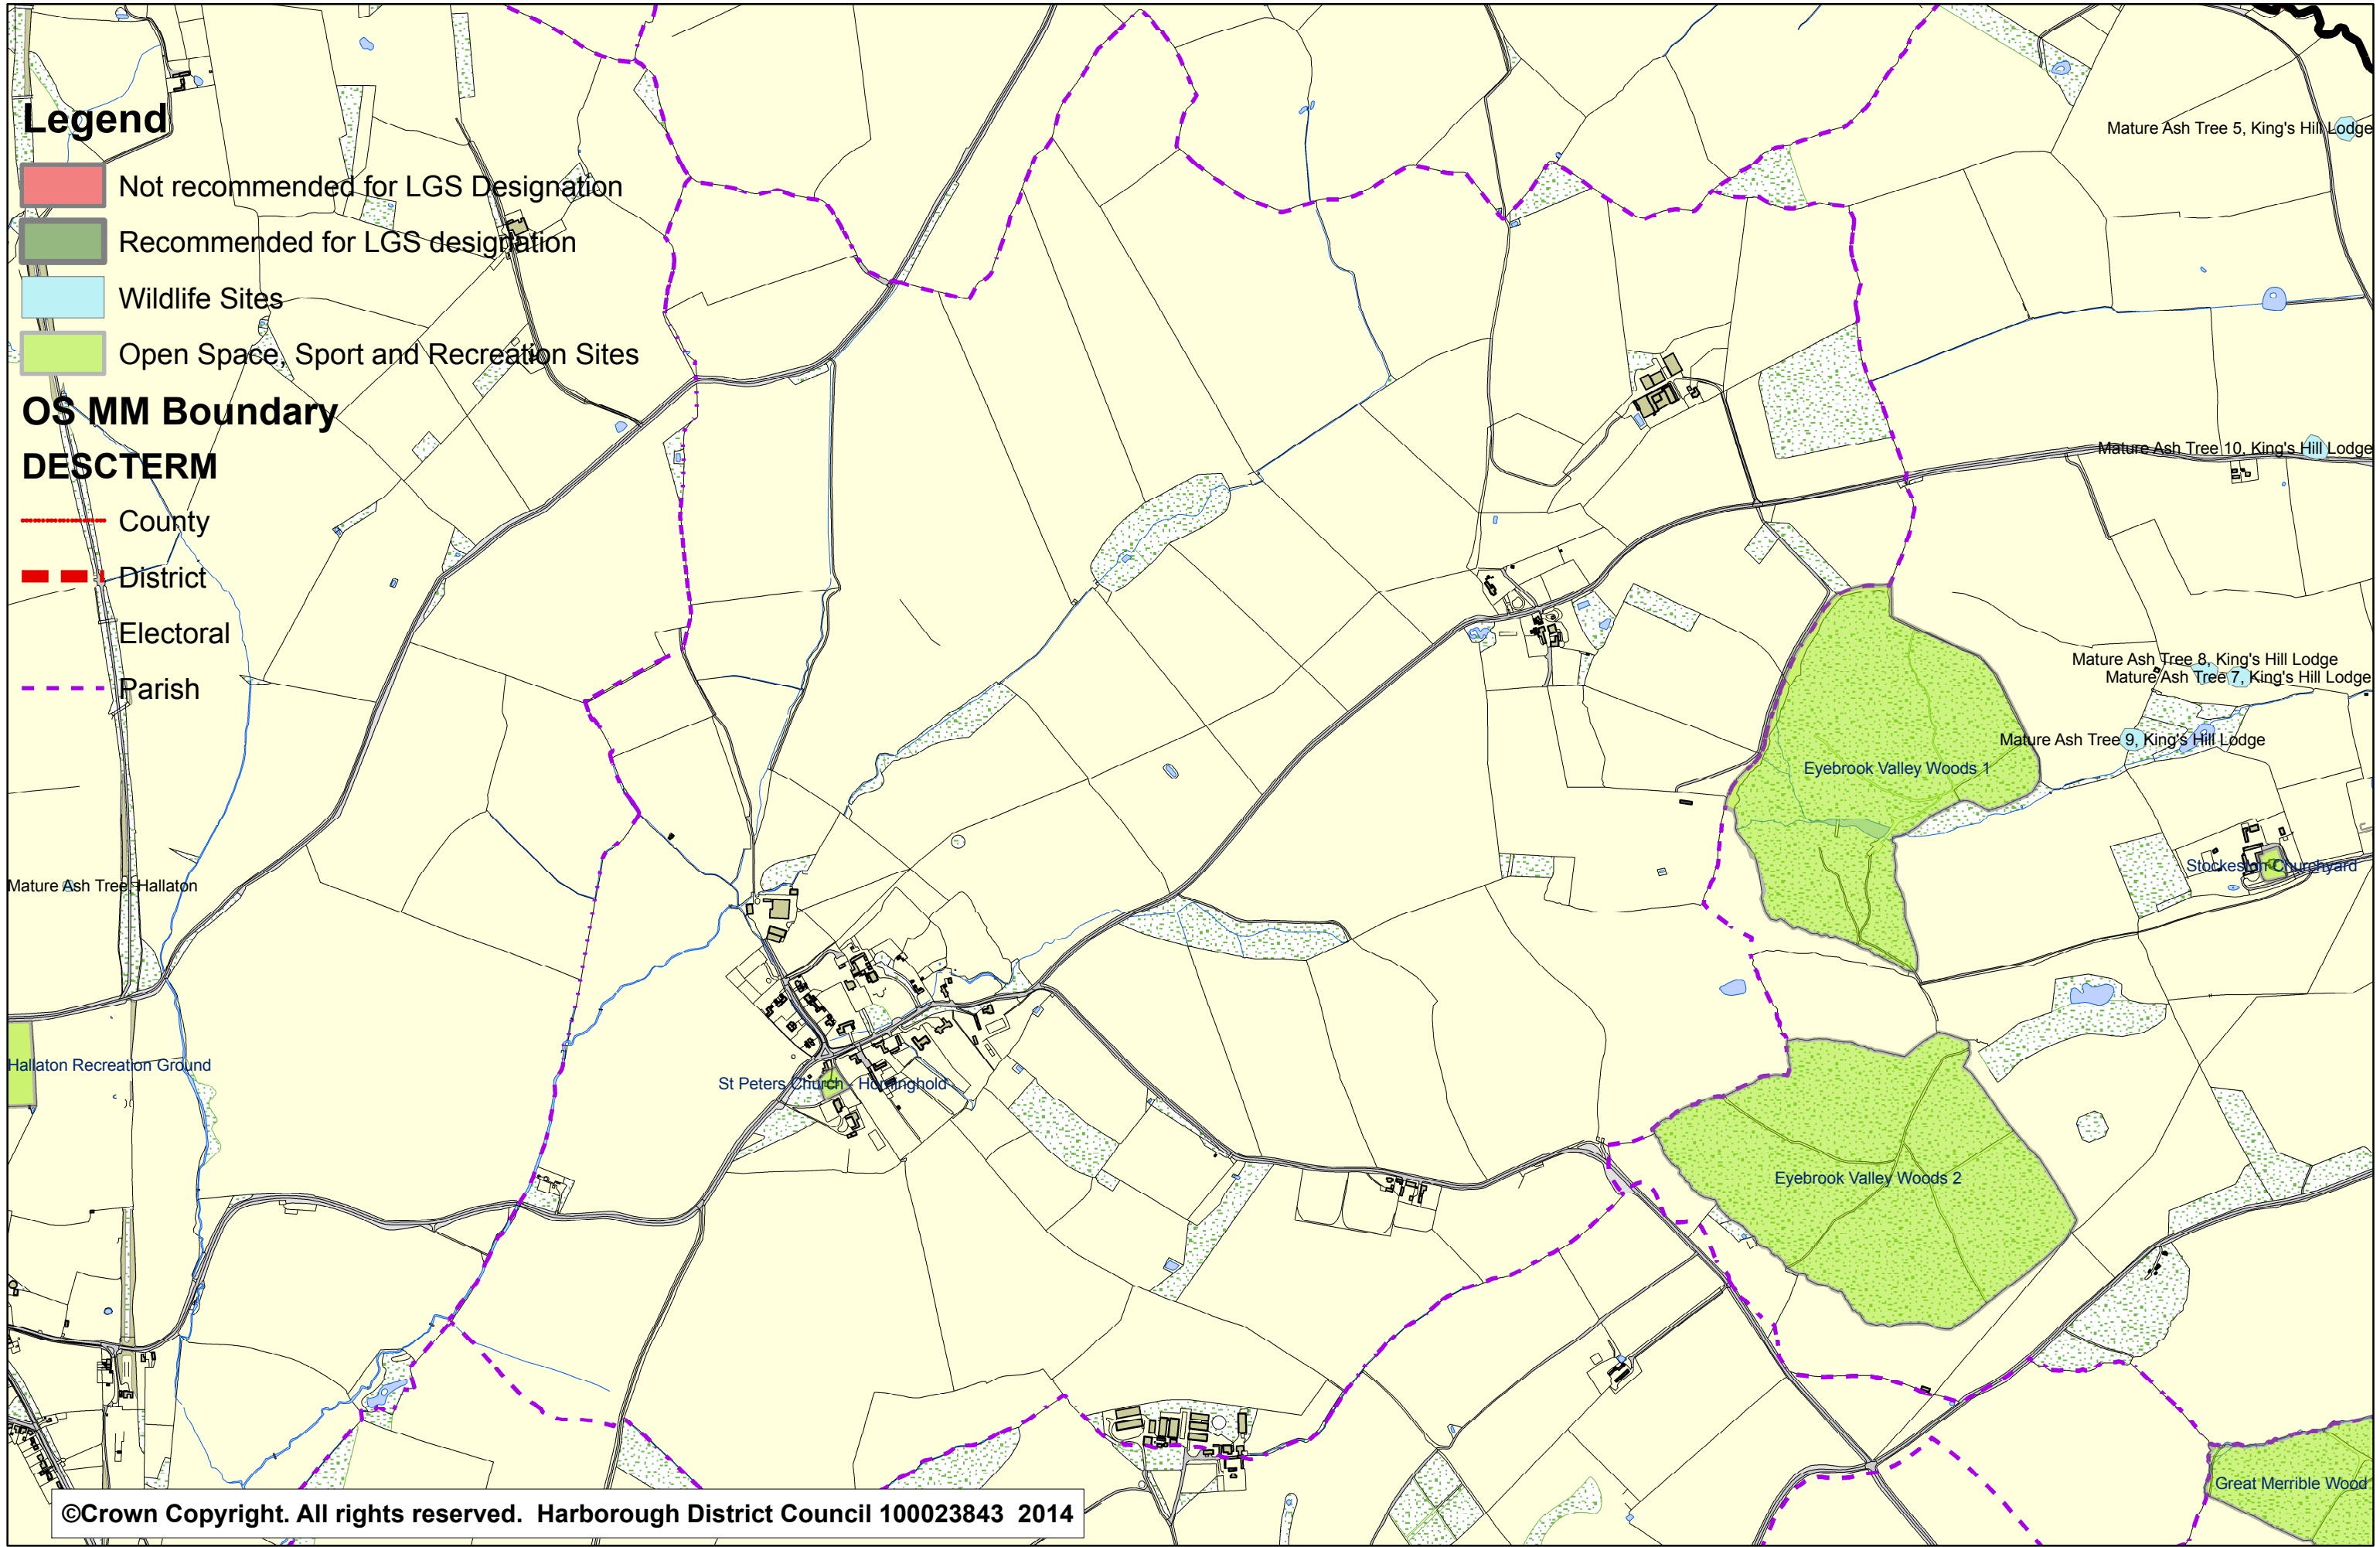 Legend
Not recommended for LGS Designation
Recommended for LGS designation
Wildlife Sites
Open Space, Sport and Recreation Sites
OS MM Boundary
DESCTERM
County
District
Electoral
Parish
Mature Ash Tree 5, King's Hill Lodge
Mature Ash Tree 10, King's Hill Lodge
Mature Ash Tree 8, King's Hill Lodge
Mature Ash Tree 7, King's Hill Lodge
Mature Ash Tree 9, King's Hill Lodge
Eyebrook Valley Woods 1
Stockeston Churchyard
Mature Ash Tree, Hallaton
Hallaton Recreation Ground
St Peters Church - Horninghold
Eyebrook Valley Woods 2
Great Merrible Wood
©Crown Copyright. All rights reserved. Harborough District Council 100023843 2014